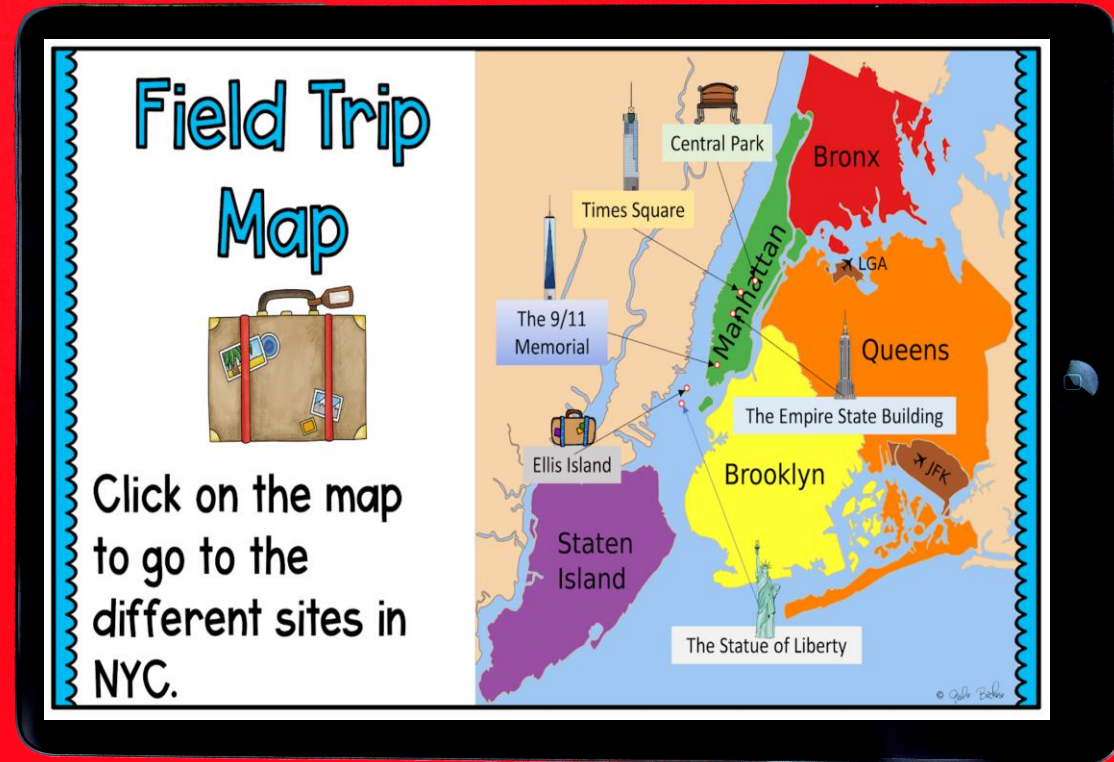 Field Trip
Map
Click on the map
to go to the
different sites in
NYC.
Central Park
Bronx
Times Square
Manhattan
LGA
The 9/11
Memorial
Queens
The Empire State Building
Ellis Island
Brooklyn
JFK
Staten
Island
The Statue of Liberty
©